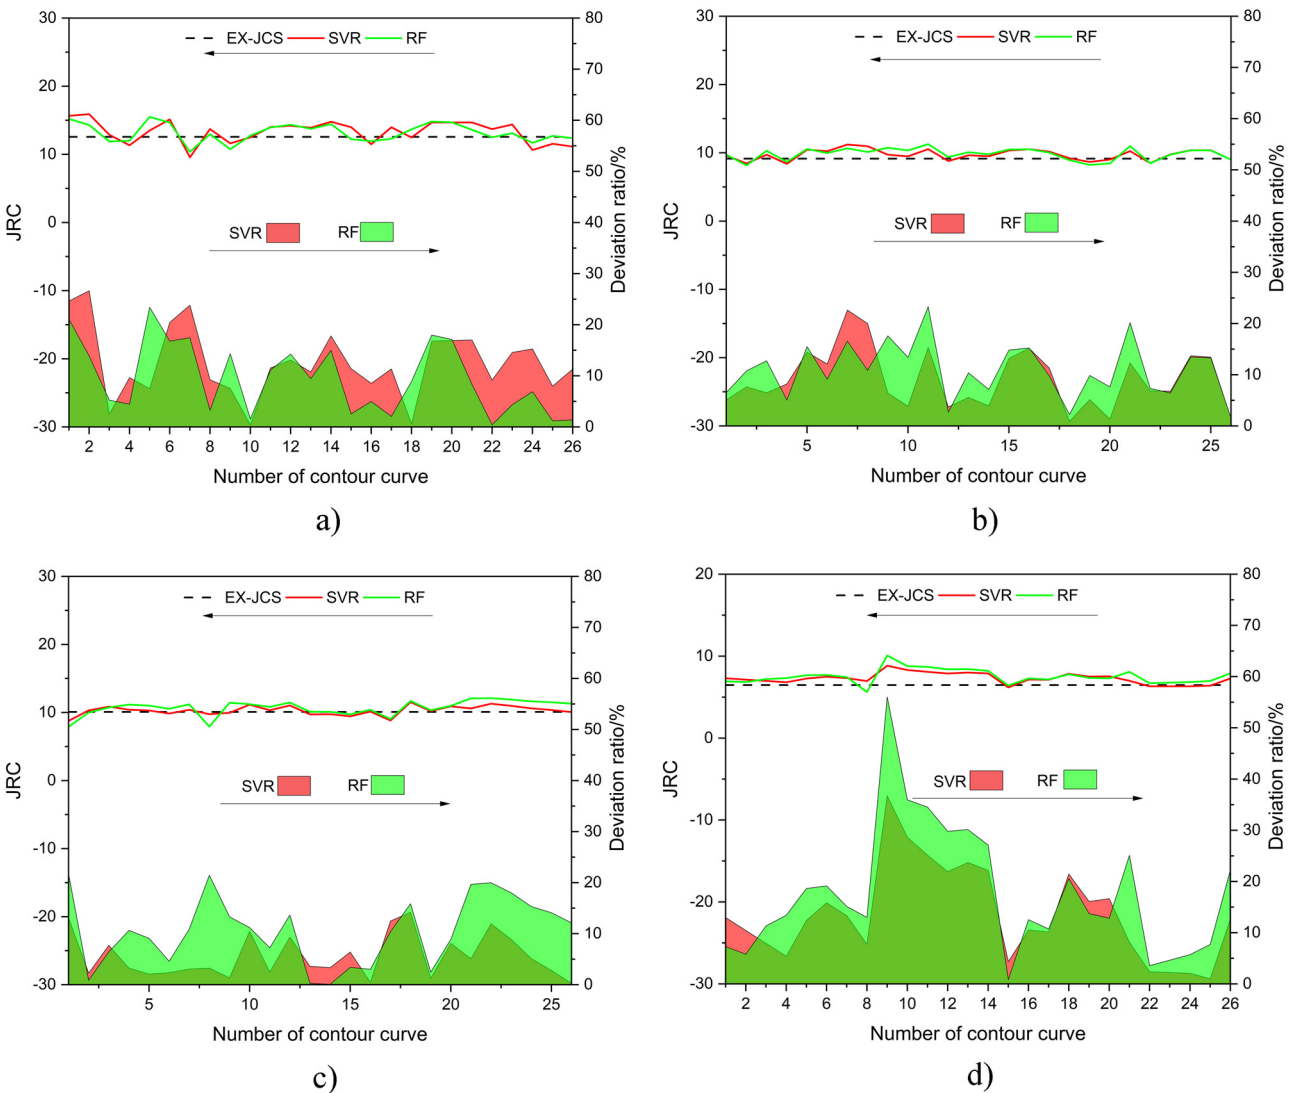 30
20
10
0
-10
-20
-30
JRC
EX-JCS SVR RF
SVR RF
80
70
60
50
40
30
20
10
0
Deviation ratio/%
2 4 6 8 10 12 14 16 18 20 22 24 26
Number of contour curve
a)
30
20
10
0
-10
-20
-30
JRC
EX-JCS SVR RF
SVR RF
80
70
60
50
40
30
20
10
0
Deviation ratio/%
5 10 15 20 25
Number of contour curve
b)
30
20
10
0
-10
-20
-30
JRC
EX-JCS SVR RF
SVR RF
80
70
60
50
40
30
20
10
0
Deviation ratio/%
5 10 15 20 25
Number of contour curve
c)
20
10
0
-10
-20
-30
JRC
EX-JCS SVR RF
SVR RF
80
70
60
50
40
30
20
10
0
Deviation ratio/%
2 4 6 8 10 12 14 16 18 20 22 24 26
Number of contour curve
d)